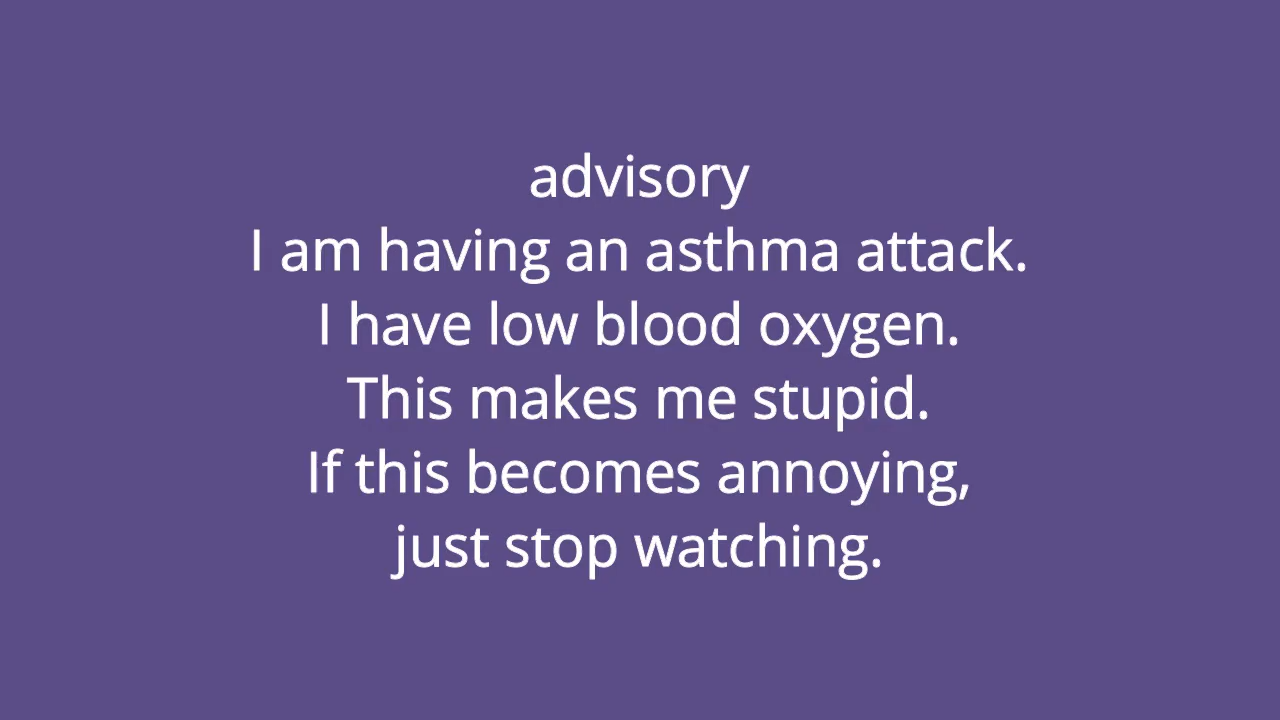 advisory
I am having an asthma attack.
I have low blood oxygen.
This makes me stupid.
If this becomes annoying,
just stop watching.